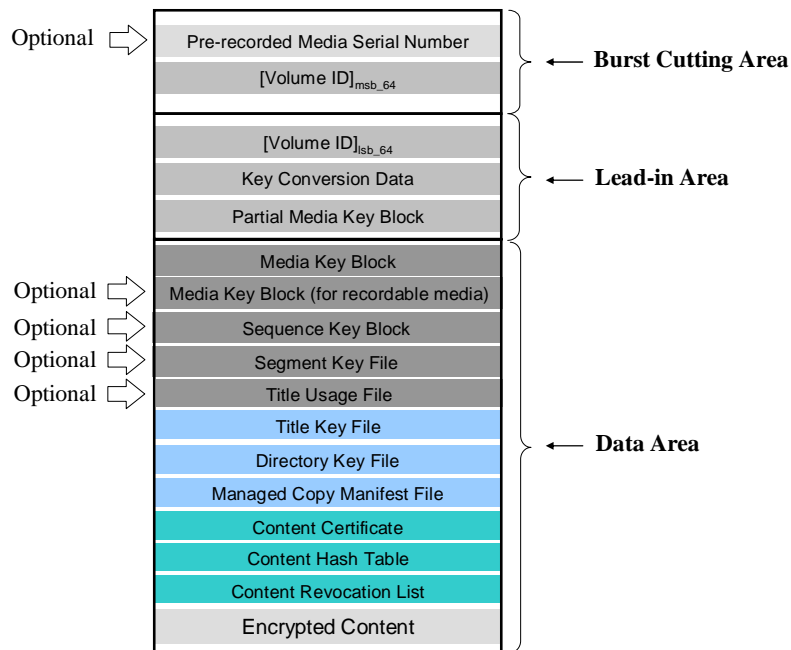 Optional
Pre-recorded Media Serial Number
[Volume ID]msb_64
Burst Cutting Area
[Volume ID]lsb_64
Key Conversion Data
Partial Media Key Block
Lead-in Area
Media Key Block
Optional
Media Key Block (for recordable media)
Optional
Sequence Key Block
Optional
Segment Key File
Optional
Title Usage File
Title Key File
Directory Key File
Managed Copy Manifest File
Content Certificate
Content Hash Table
Content Revocation List
Encrypted Content
Data Area